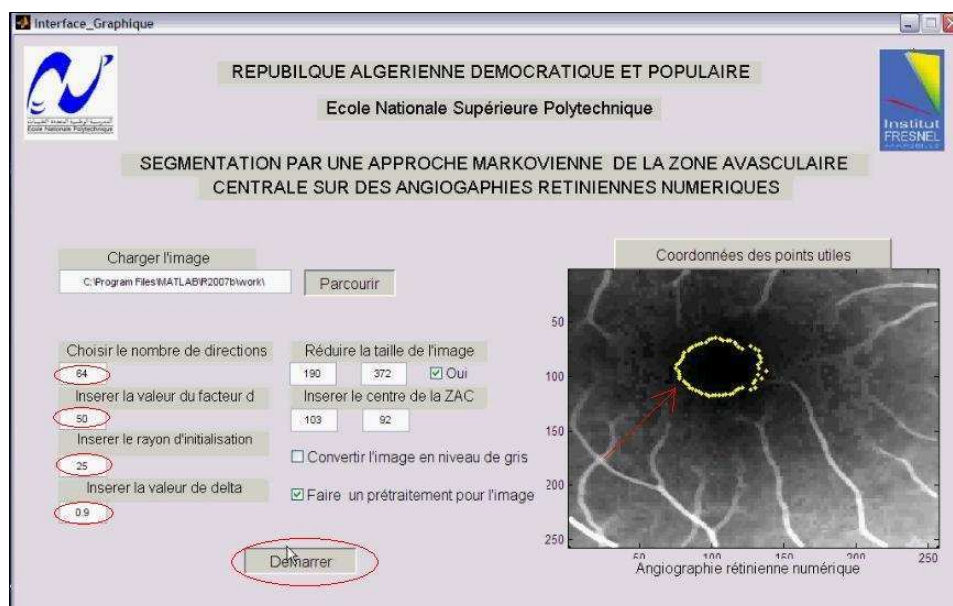 Interface_Graphique
REPUBILQUE ALGERIENNE DEMOCRATIQUE ET POPULAIRE
Ecole Nationale Supérieure Polytechnique
Ecole Nationale Polytechnique
Institut
FRESNEL
SEGMENTATION PAR UNE APPROCHE MARKOVIENNE DE LA ZONE AVASCULAIRE
CENTRALE SUR DES ANGIOGAPHIES RETINIENNES NUMERIQUES
Charger l'image
C:\Program Files\MATLAB\R2007b\work\
Parcourir
Choisir le nombre de directions
64
Inserer la valeur du facteur d
50
Inserer le rayon d'initialisation
25
Inserer la valeur de delta
0.9
Réduire la taille de l'image
190 372 Oui
Inserer le centre de la ZAC
103 92
Convertir l'image en niveau de gris
Faire un prétraitement pour l'image
Démarrer
Coordonnées des points utiles
50
100
150
200
250
50 100 150 200 250
Angiographie rétinienne numérique